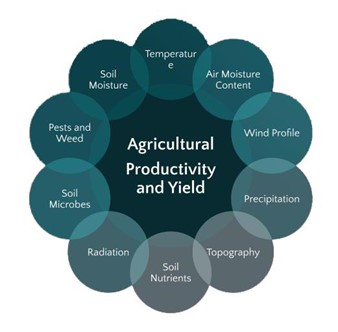 Temperatur
e
Air Moisture
Content
Wind Profile
Precipitation
Topography
Soil
Nutrients
Radiation
Soil
Microbes
Pests and
Weed
Soil
Moisture
Agricultural
Productivity
and Yield